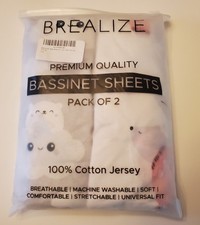 BREALIZE
PREMIUM QUALITY
BASSINET SHEETS
PACK OF 2
100% Cotton Jersey
BREATHABLE | MACHINE WASHABLE | SOFT |
COMFORTABLE | STRETCHABLE | UNIVERSAL FIT